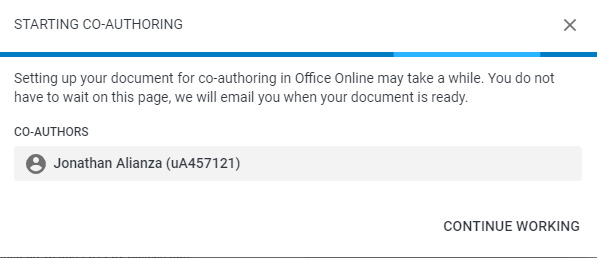 STARTING CO-AUTHORING
Setting up your document for co-authoring in Office Online may take a while. You do not
have to wait on this page, we will email you when your document is ready.
CO-AUTHORS
Jonathan Alianza (uA457121)
CONTINUE WORKING